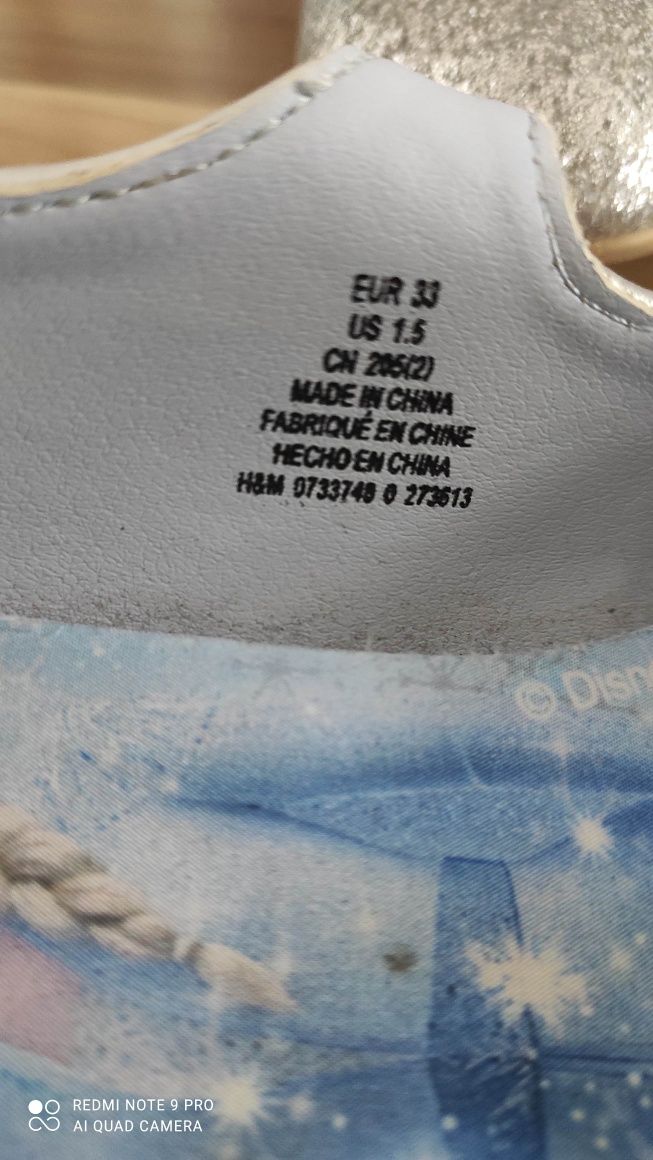 EUR 33
US 1.5
CN 205(2)
MADE IN CHINA
FABRIQUÉ EN CHINE
HECHO EN CHINA
H&M 0733748 0 273613
© Disn
REDMI NOTE 9 PRO
AI QUAD CAMERA